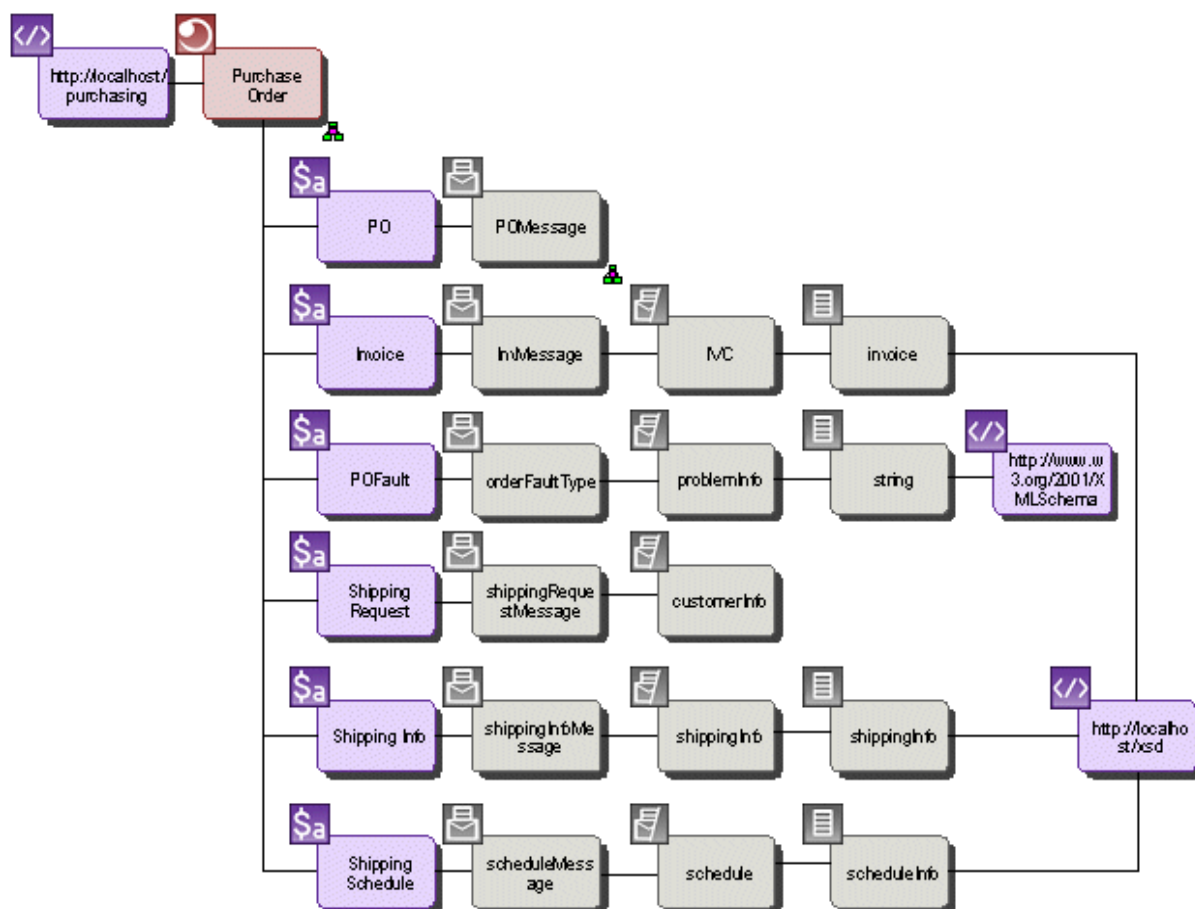 </>
http://localhost/
purchasing
Purchase
Order
$a
PO
POMessage
$a
Invoice
InvMessage
IVC
invoice
$a
POFault
orderFaultType
problemInfo
string
</>
http://www.w
3.org/2001/X
MLSchema
$a
Shipping
Request
shippingReque
stMessage
customerInfo
$a
Shipping Info
shippingInfoMe
ssage
shippingInfo
shippingInfo
</>
http://localho
st/xsd
$a
Shipping
Schedule
scheduleMess
age
schedule
scheduleInfo